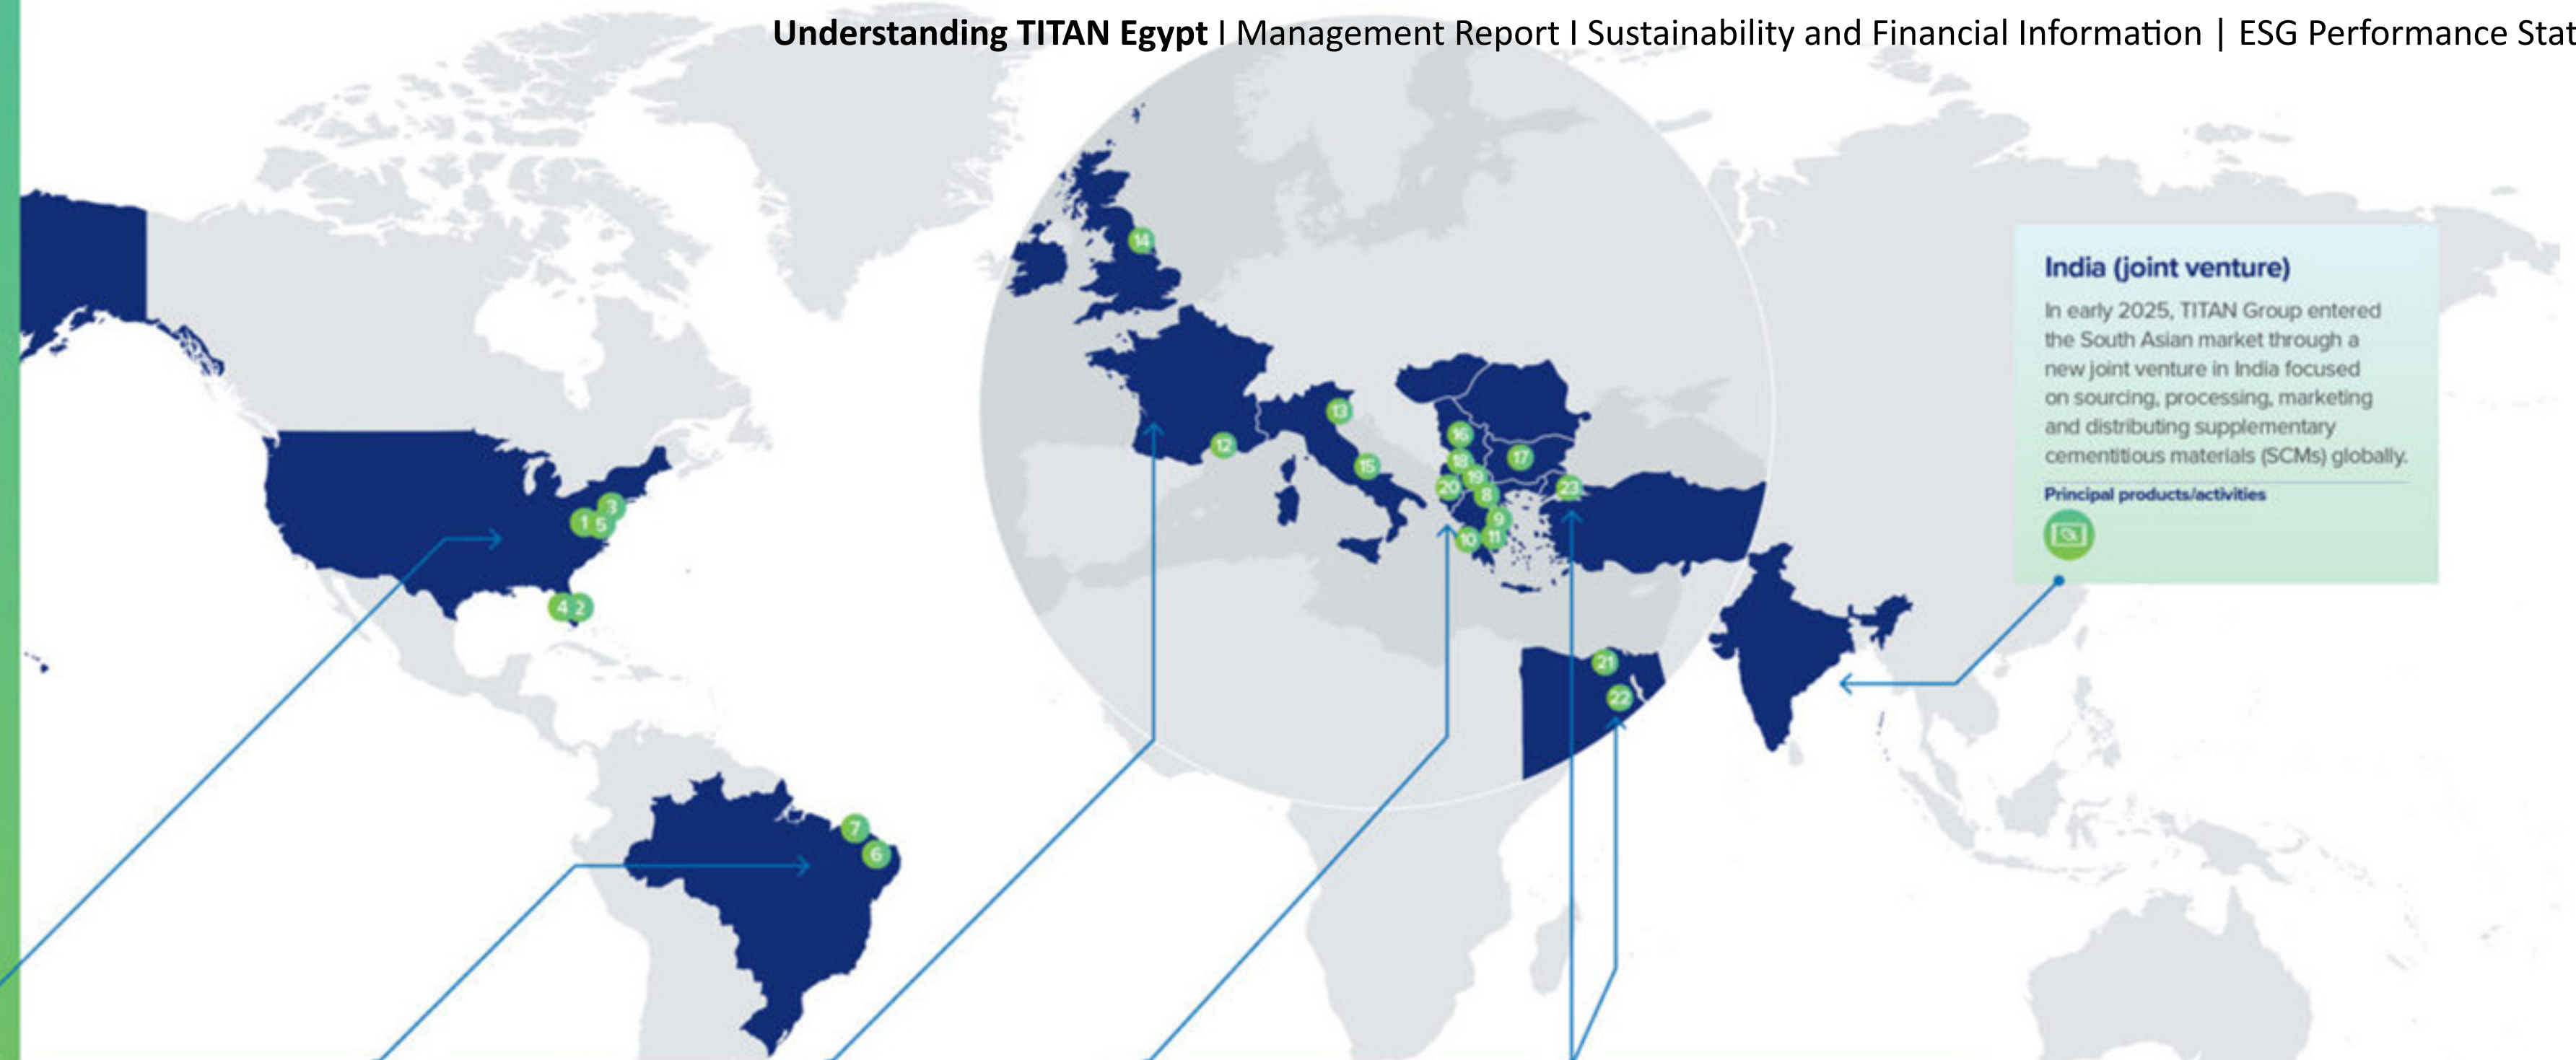 Understanding TITAN Egypt I Management Report I Sustainability and Financial Information | ESG Performance Stat
14
India (joint venture)
In early 2025, TITAN Group entered
the South Asian market through a
new joint venture in India focused
on sourcing, processing, marketing
and distributing supplementary
cementitious materials (SCMs) globally.
Principal products/activities
13
12
16
17
15
18
19
20
8
23
3
1
5
9
10
11
4
2
21
22
7
6